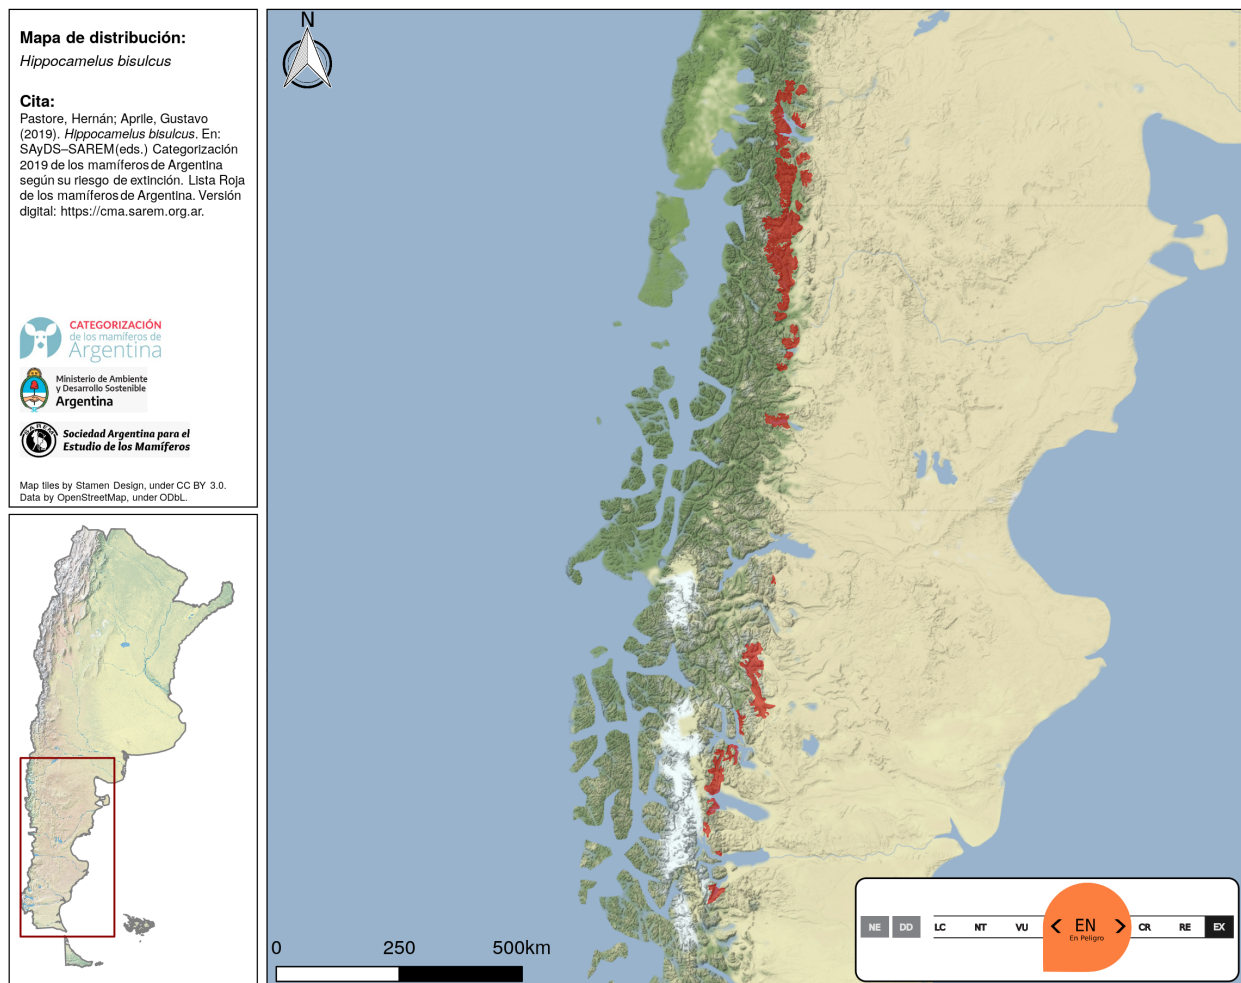 Mapa de distribución:
Hippocamelus bisulcus
Cita:
Pastore, Hernán; Aprile, Gustavo
(2019). Hippocamelus bisulcus. En:
SAyDS–SAREM(eds.) Categorización
2019 de los mamíferos de Argentina
según su riesgo de extinción. Lista Roja
de los mamíferos de Argentina. Versión
digital: https://cma.sarem.org.ar.
CATEGORIZACIÓN
de los mamíferos de
Argentina
Ministerio de Ambiente
y Desarrollo Sostenible
Argentina
SAREM
Sociedad Argentina para el
Estudio de los Mamíferos
Map tiles by Stamen Design, under CC BY 3.0.
Data by OpenStreetMap, under ODbL.
N
0 250 500km
NE DD LC NT VU < EN > CR RE EX
En Peligro